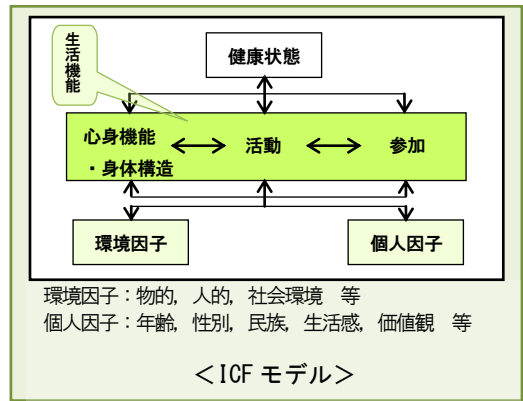 生活機能
健康状態
心身機能
・身体構造
活動
参加
環境因子
個人因子
環境因子：物的，人的，社会環境　等
個人因子：年齢，性別，民族，生活感，価値観　等
＜ICF モデル＞